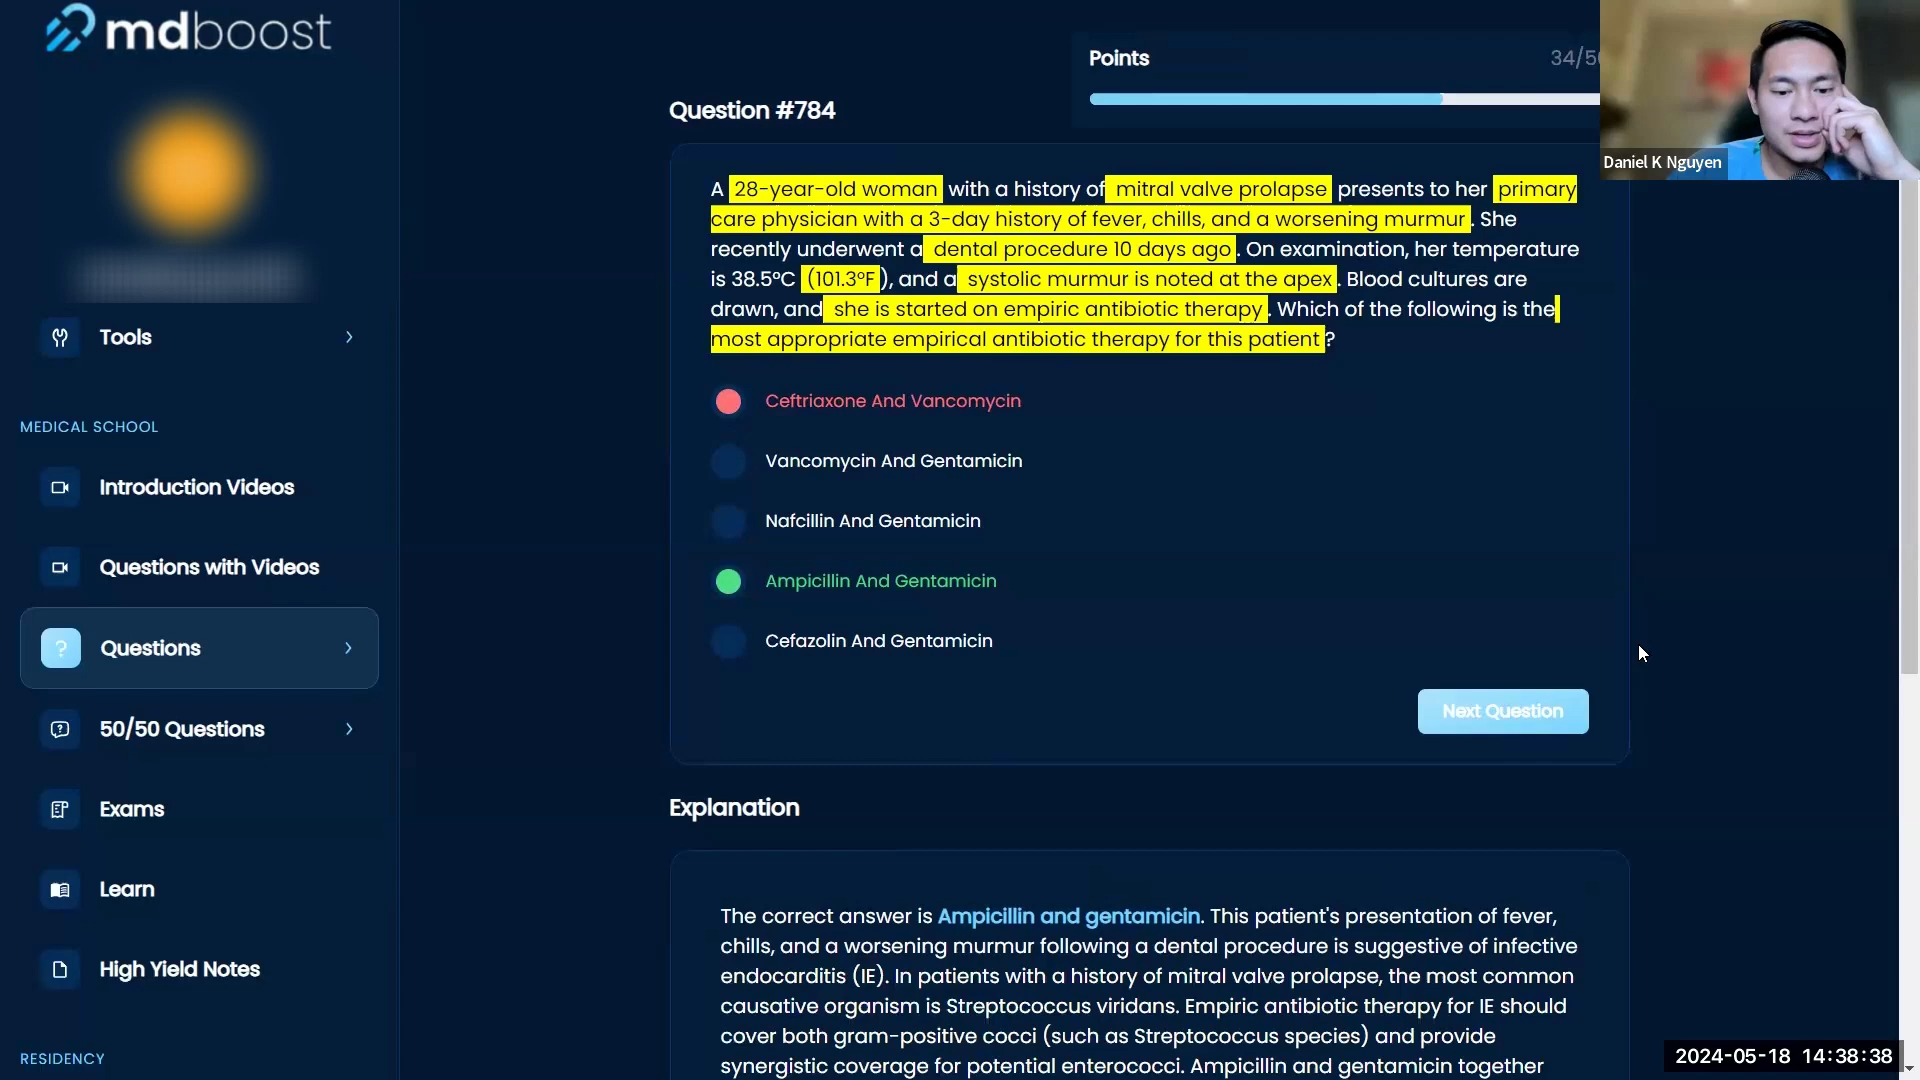 mdboost
Tools
MEDICAL SCHOOL
Introduction Videos
Questions with Videos
? Questions
50/50 Questions
Exams
Learn
High Yield Notes
RESIDENCY
Points
Question #784
A 28-year-old woman with a history of mitral valve prolapse presents to her primary
care physician with a 3-day history of fever, chills, and a worsening murmur. She
recently underwent a dental procedure 10 days ago. On examination, her temperature
is 38.5°C (101.3°F), and a systolic murmur is noted at the apex. Blood cultures are
drawn, and she is started on empiric antibiotic therapy. Which of the following is the
most appropriate empirical antibiotic therapy for this patient?
Ceftriaxone And Vancomycin
Vancomycin And Gentamicin
Nafcillin And Gentamicin
Ampicillin And Gentamicin
Cefazolin And Gentamicin
Next Question
Explanation
The correct answer is Ampicillin and gentamicin. This patient's presentation of fever,
chills, and a worsening murmur following a dental procedure is suggestive of infective
endocarditis (IE). In patients with a history of mitral valve prolapse, the most common
causative organism is Streptococcus viridans. Empiric antibiotic therapy for IE should
cover both gram-positive cocci (such as Streptococcus species) and provide
synergistic coverage for potential enterococci. Ampicillin and gentamicin together
Daniel K Nguyen
2024-05-18 14:38:38